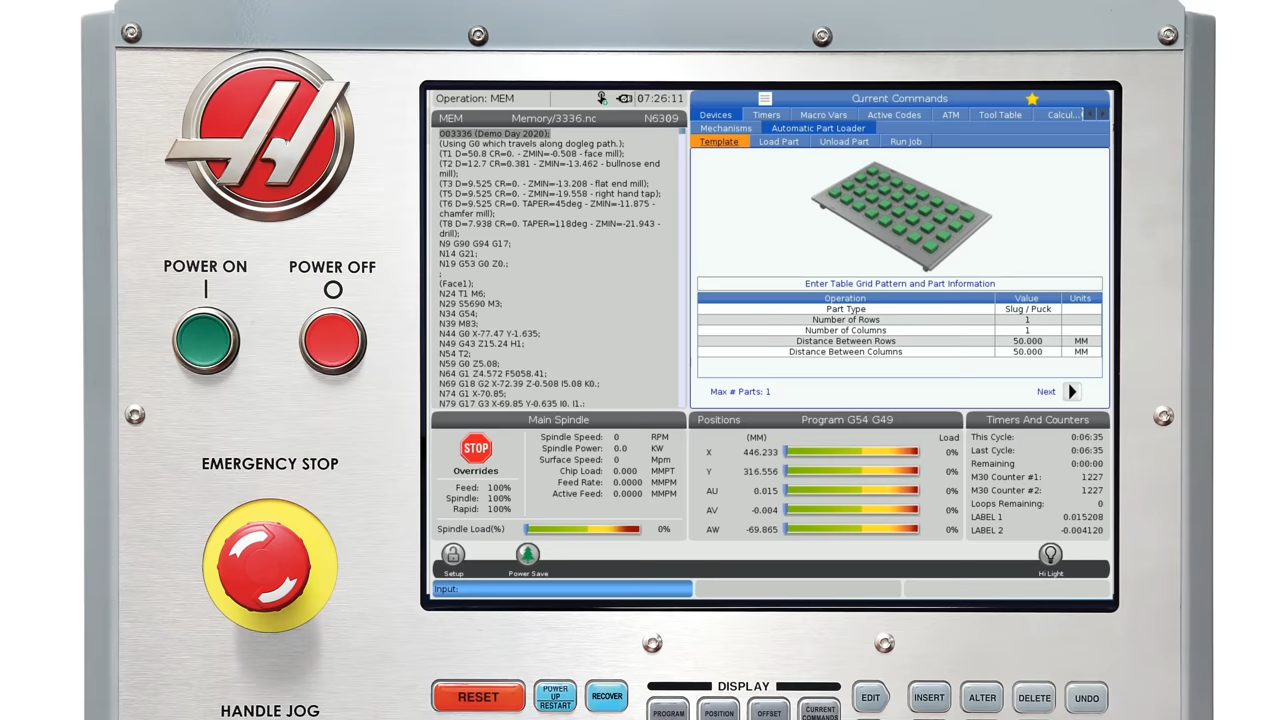 POWER ON
POWER OFF
EMERGENCY STOP
HANDLE JOG
Operation: MEM
07:26:11
MEM Memory/3336.nc N6309
O03336 (Demo Day 2020);
(Using G0 which travels along dogleg path.);
(T1 D=50.8 CR=0. - ZMIN=-0.508 - face mill);
(T2 D=12.7 CR=0.381 - ZMIN=-13.462 - bullnose end
mill);
(T3 D=9.525 CR=0. - ZMIN=-13.208 - flat end mill);
(T5 D=9.525 CR=0. - ZMIN=-19.558 - right hand tap);
(T6 D=9.525 CR=0. TAPER=45deg - ZMIN=-11.875 -
chamfer mill);
(T8 D=7.938 CR=0. TAPER=118deg - ZMIN=-21.943 -
drill);
N9 G90 G94 G17;
N14 G21;
N19 G53 G0 Z0.;
;
(Face1);
N24 T1 M6;
N29 S5690 M3;
N34 G54;
N39 M83;
N44 G0 X-77.47 Y-1.635;
N49 G43 Z15.24 H1;
N54 T2;
N59 G0 Z5.08;
N64 G1 Z4.572 F5058.41;
N69 G18 G2 X-72.39 Z-0.508 I5.08 K0.;
N74 G1 X-70.85;
N79 G17 G3 X-69.85 Y-0.635 I0. J1.;
Current Commands
Devices Timers Macro Vars Active Codes ATM Tool Table Calcul...
Mechanisms Automatic Part Loader
Template Load Part Unload Part Run Job
Enter Table Grid Pattern and Part Information
Operation Value Units
Part Type Slug / Puck
Number of Rows 1
Number of Columns 1
Distance Between Rows 50.000 MM
Distance Between Columns 50.000 MM
Max # Parts: 1
Next
Main Spindle
STOP
Overrides
Feed: 100%
Spindle: 100%
Rapid: 100%
Spindle Speed: 0 RPM
Spindle Power: 0.0 KW
Surface Speed: 0 Mpm
Chip Load: 0.000 MMPT
Feed Rate: 0.0000 MMPM
Active Feed: 0.0000 MMPM
Spindle Load(%) 0%
Positions Program G54 G49
(MM) Load
X 446.233 0%
Y 316.556 0%
AU 0.015 0%
AV -0.004 0%
AW -69.865 0%
Timers And Counters
This Cycle: 0:06:35
Last Cycle: 0:06:35
Remaining 0:00:00
M30 Counter #1: 1227
M30 Counter #2: 1227
Loops Remaining: 0
LABEL 1 0.015208
LABEL 2 -0.004120
Setup
Power Save
Hi Light
Input:
RESET
POWER
UP
RESTART
RECOVER
DISPLAY
PROGRAM
POSITION
OFFSET
CURRENT
COMMANDS
EDIT
INSERT
ALTER
DELETE
UNDO